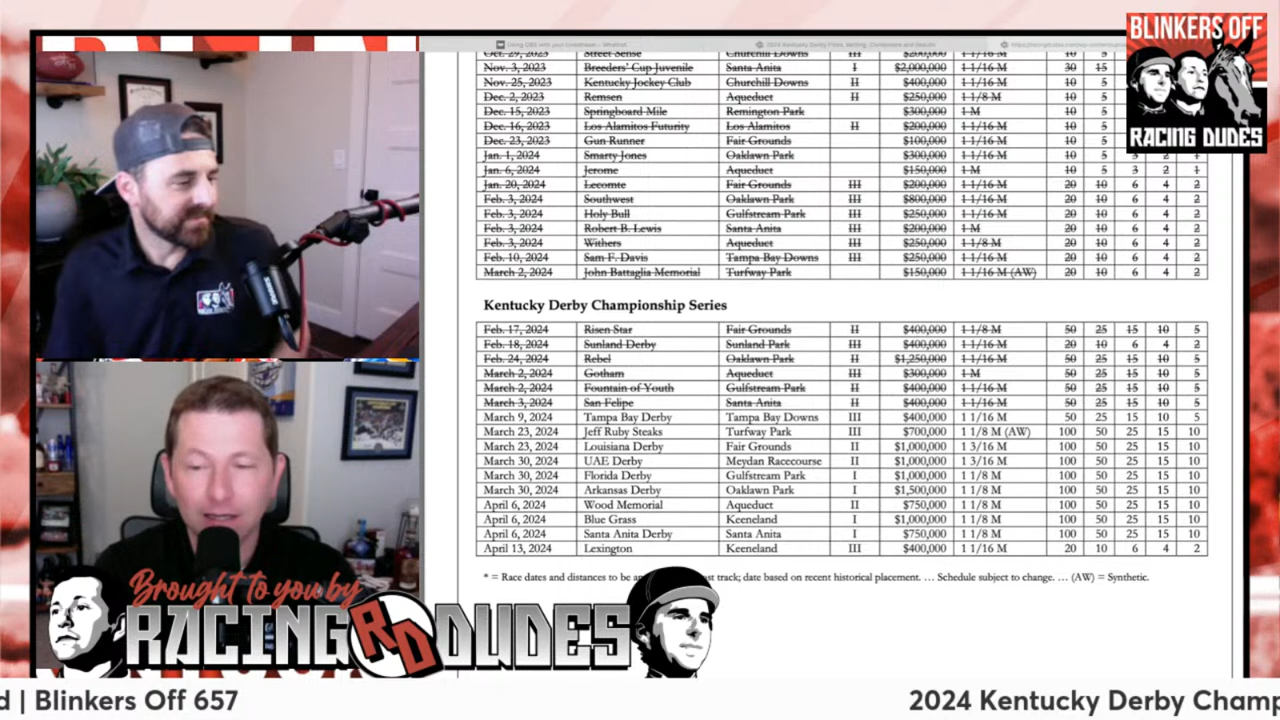 BLINKERS OFF
RACING DUDES
Oct. 29, 2023 Street Sense Churchill Downs III $200,000 1 1/16 M 10 5
Nov. 3, 2023 Breeders' Cup Juvenile Santa Anita I $2,000,000 1 1/16 M 30 15
Nov. 25, 2023 Kentucky Jockey Club Churchill Downs II $400,000 1 1/16 M 10 5
Dec. 2, 2023 Remsen Aqueduct II $250,000 1 1/8 M 10 5
Dec. 15, 2023 Springboard Mile Remington Park $300,000 1 M 10 5
Dec. 16, 2023 Los Alamitos Futurity Los Alamitos II $200,000 1 1/16 M 10 5
Dec. 23, 2023 Gun Runner Fair Grounds $100,000 1 1/16 M 10 5
Jan. 1, 2024 Smarty Jones Oaklawn Park $300,000 1 1/16 M 10 5 3 2 1
Jan. 6, 2024 Jerome Aqueduct $150,000 1 M 10 5 3 2 1
Jan. 20, 2024 Lecomte Fair Grounds III $200,000 1 1/16 M 20 10 6 4 2
Feb. 3, 2024 Southwest Oaklawn Park III $800,000 1 1/16 M 20 10 6 4 2
Feb. 3, 2024 Holy Bull Gulfstream Park III $250,000 1 1/16 M 20 10 6 4 2
Feb. 3, 2024 Robert B. Lewis Santa Anita III $200,000 1 M 20 10 6 4 2
Feb. 3, 2024 Withers Aqueduct III $250,000 1 1/8 M 20 10 6 4 2
Feb. 10, 2024 Sam F. Davis Tampa Bay Downs III $250,000 1 1/16 M 20 10 6 4 2
March 2, 2024 John Battaglia Memorial Turfway Park $150,000 1 1/16 M (AW) 20 10 6 4 2
Kentucky Derby Championship Series
Feb. 17, 2024 Risen Star Fair Grounds II $400,000 1 1/8 M 50 25 15 10 5
Feb. 18, 2024 Sunland Derby Sunland Park III $400,000 1 1/16 M 20 10 6 4 2
Feb. 24, 2024 Rebel Oaklawn Park II $1,250,000 1 1/16 M 50 25 15 10 5
March 2, 2024 Gotham Aqueduct III $300,000 1 M 50 25 15 10 5
March 2, 2024 Fountain of Youth Gulfstream Park II $400,000 1 1/16 M 50 25 15 10 5
March 3, 2024 San Felipe Santa Anita II $400,000 1 1/16 M 50 25 15 10 5
March 9, 2024 Tampa Bay Derby Tampa Bay Downs III $400,000 1 1/16 M 50 25 15 10 5
March 23, 2024 Jeff Ruby Steaks Turfway Park III $700,000 1 1/8 M (AW) 100 50 25 15 10
March 23, 2024 Louisiana Derby Fair Grounds II $1,000,000 1 3/16 M 100 50 25 15 10
March 30, 2024 UAE Derby Meydan Racecourse II $1,000,000 1 3/16 M 100 50 25 15 10
March 30, 2024 Florida Derby Gulfstream Park I $1,000,000 1 1/8 M 100 50 25 15 10
March 30, 2024 Arkansas Derby Oaklawn Park I $1,500,000 1 1/8 M 100 50 25 15 10
April 6, 2024 Wood Memorial Aqueduct II $750,000 1 1/8 M 100 50 25 15 10
April 6, 2024 Blue Grass Keeneland I $1,000,000 1 1/8 M 100 50 25 15 10
April 6, 2024 Santa Anita Derby Santa Anita I $750,000 1 1/8 M 100 50 25 15 10
April 13, 2024 Lexington Keeneland III $400,000 1 1/16 M 20 10 6 4 2
* = Race dates and distances to be track; date based on recent historical placement. … Schedule subject to change. … (AW) = Synthetic.
Brought to you by
RACING RD DUDES
d | Blinkers Off 657 2024 Kentucky Derby Champ